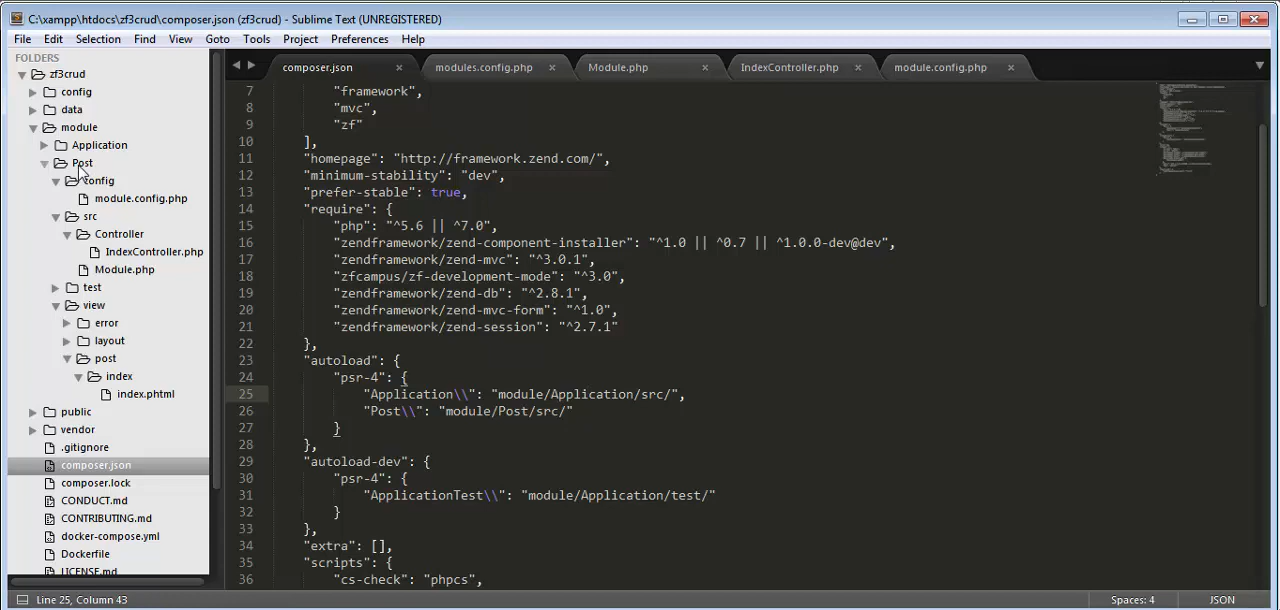 C:\xampp\htdocs\zf3crud\composer.json (zf3crud) - Sublime Text (UNREGISTERED)
File Edit Selection Find View Goto Tools Project Preferences Help
FOLDERS
zf3crud
config
data
module
Application
Post
config
module.config.php
src
Controller
IndexController.php
Module.php
test
view
error
layout
post
index
index.phtml
public
vendor
.gitignore
composer.json
composer.lock
CONDUCT.md
CONTRIBUTING.md
docker-compose.yml
Dockerfile
LICENSE.md
composer.json modules.config.php Module.php IndexController.php module.config.php
7 "framework",
8 "mvc",
9 "zf"
10 ],
11 "homepage": "http://framework.zend.com/",
12 "minimum-stability": "dev",
13 "prefer-stable": true,
14 "require": {
15 "php": "^5.6 || ^7.0",
16 "zendframework/zend-component-installer": "^1.0 || ^0.7 || ^1.0.0-dev@dev",
17 "zendframework/zend-mvc": "^3.0.1",
18 "zfcampus/zf-development-mode": "^3.0",
19 "zendframework/zend-db": "^2.8.1",
20 "zendframework/zend-mvc-form": "^1.0",
21 "zendframework/zend-session": "^2.7.1"
22 },
23 "autoload": {
24 "psr-4": {
25 "Application\\": "module/Application/src/",
26 "Post\\": "module/Post/src/"
27 }
28 },
29 "autoload-dev": {
30 "psr-4": {
31 "ApplicationTest\\": "module/Application/test/"
32 }
33 },
34 "extra": [],
35 "scripts": {
36 "cs-check": "phpcs",
Line 25, Column 43 Spaces: 4 JSON